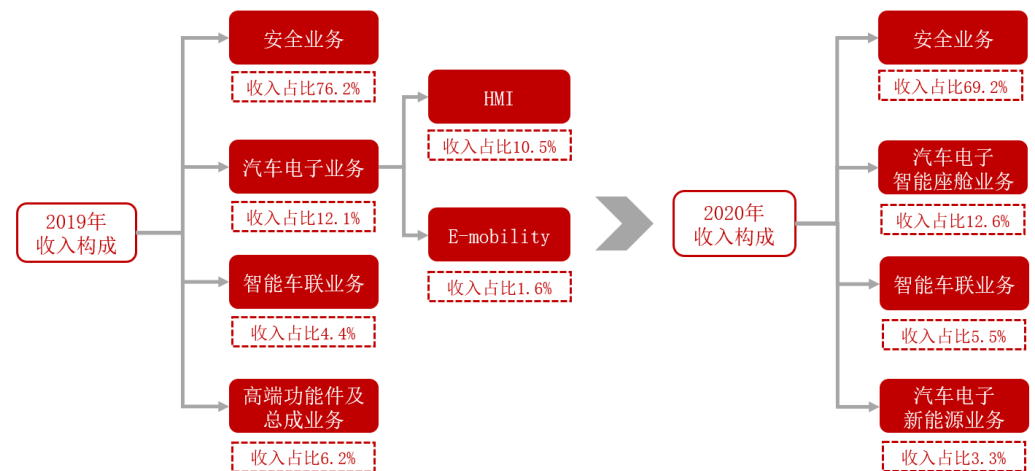 2019年
收入构成
安全业务
收入占比76.2%
汽车电子业务
收入占比12.1%
HMI
收入占比10.5%
E-mobility
收入占比1.6%
智能车联业务
收入占比4.4%
高端功能件及
总成业务
收入占比6.2%
2020年
收入构成
安全业务
收入占比69.2%
汽车电子
智能座舱业务
收入占比12.6%
智能车联业务
收入占比5.5%
汽车电子
新能源业务
收入占比3.3%